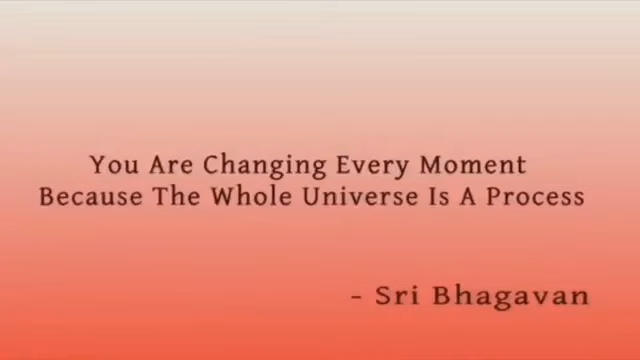 You Are Changing Every Moment
Because The Whole Universe Is A Process
- Sri Bhagavan